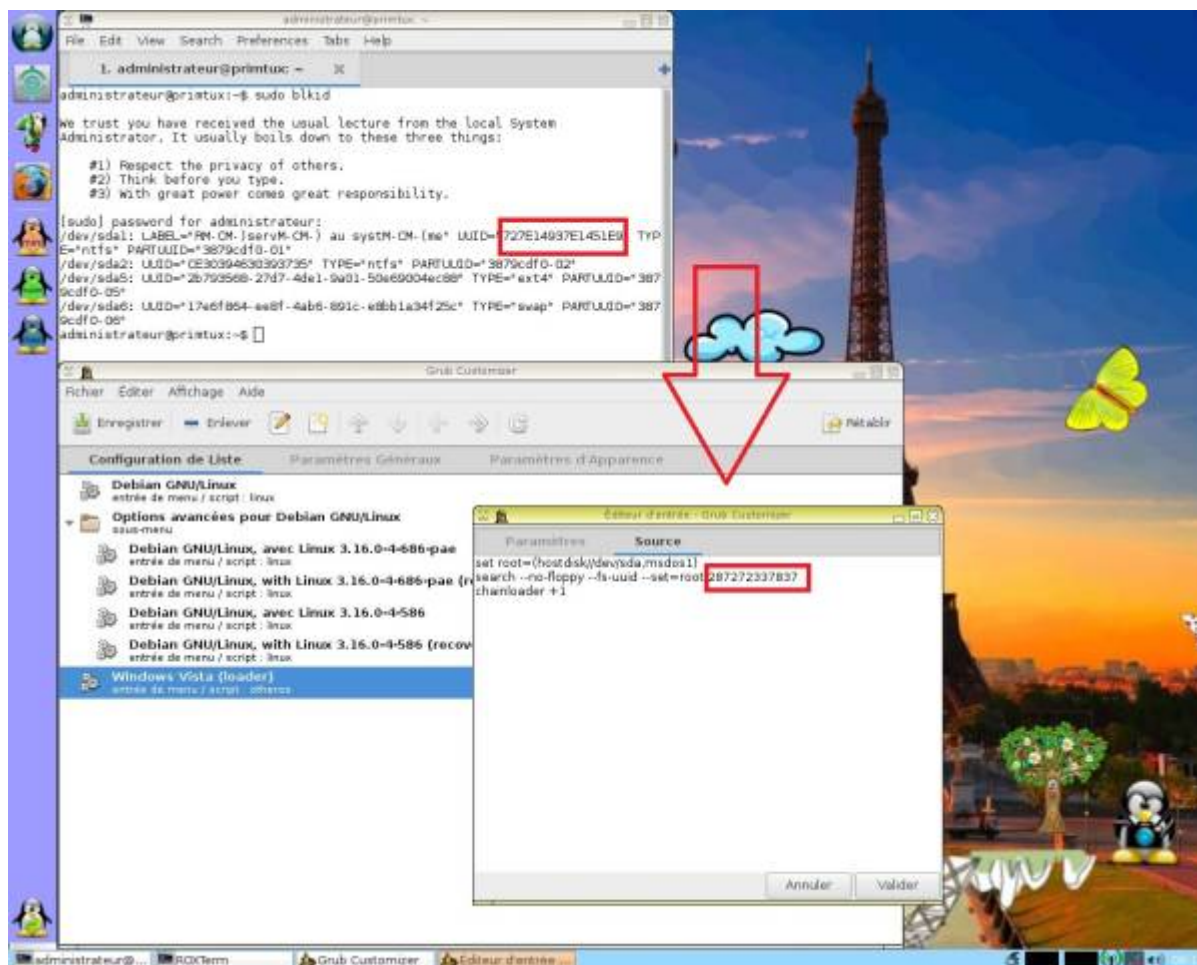 administrateur@primtux: ~
File Edit View Search Preferences Tabs Help
1. administrateur@primtux: ~
administrateur@primtux:~$ sudo blkid
We trust you have received the usual lecture from the local System
Administrator. It usually boils down to these three things:
#1) Respect the privacy of others.
#2) Think before you type.
#3) With great power comes great responsibility.
[sudo] password for administrateur:
/dev/sda1: LABEL="RM-CM-)servM-CM-) au systM-CM-(me" UUID="727E14937E1451E9" TYP
E="ntfs" PARTUUID="3879cdf0-01"
/dev/sda2: UUID="CE30394630393735" TYPE="ntfs" PARTUUID="3879cdf0-02"
/dev/sda5: UUID="2b793568-27d7-4de1-9a01-50e69004ec88" TYPE="ext4" PARTUUID="387
9cdf0-05"
/dev/sda6: UUID="17e6f864-ee8f-4ab6-891c-e8bb1a34f25c" TYPE="swap" PARTUUID="387
9cdf0-06"
administrateur@primtux:~$
Grub Customizer
Fichier Éditer Affichage Aide
Enregistrer Enlever Rétablir
Configuration de Liste Paramètres Généraux Paramètres d'Apparence
Debian GNU/Linux
entrée de menu / script : linux
Options avancées pour Debian GNU/Linux
sous-menu
Debian GNU/Linux, avec Linux 3.16.0-4-686-pae
entrée de menu / script : linux
Debian GNU/Linux, with Linux 3.16.0-4-686-pae (re
entrée de menu / script : linux
Debian GNU/Linux, avec Linux 3.16.0-4-586
entrée de menu / script : linux
Debian GNU/Linux, with Linux 3.16.0-4-586 (recov
entrée de menu / script : linux
Windows Vista (loader)
entrée de menu / script : otheros
Éditeur d'entrée - Grub Customizer
Paramètres Source
set root=(hostdisk//dev/sda,msdos1)
search --no-floppy --fs-uuid --set=root 287272337837
chainloader +1
Annuler Valider
administrateur@... ROXTerm Grub Customizer Éditeur d'entrée ...